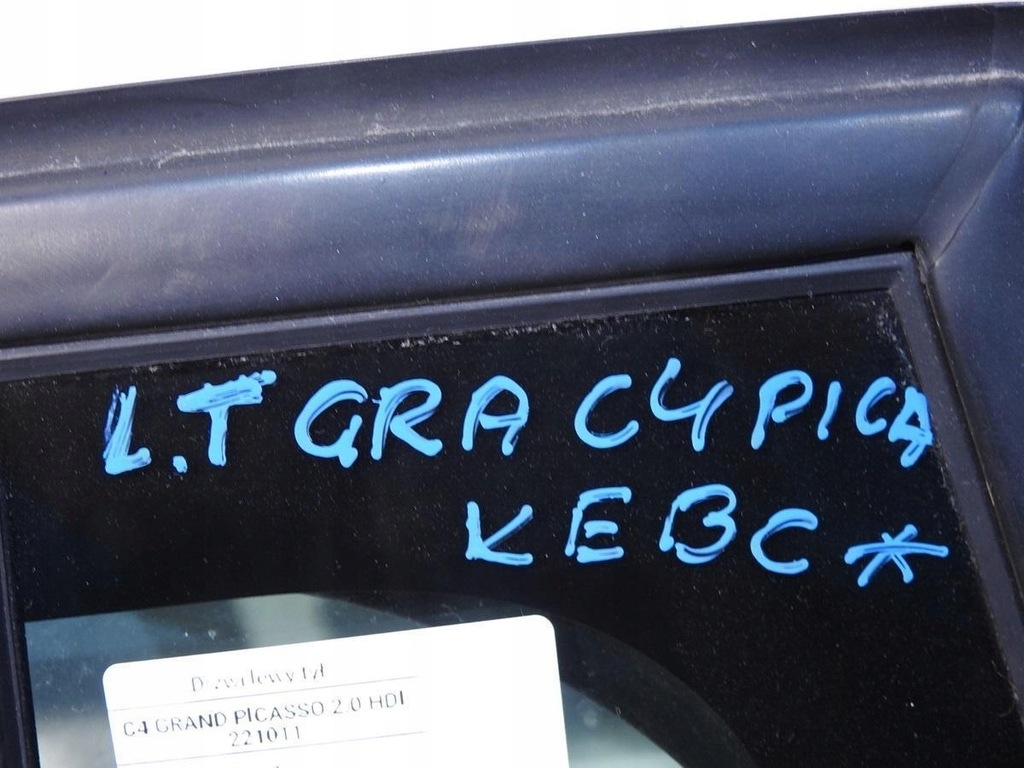 L.T GRA C4 PICA
KEBC*
Drzwi lewy tył
C4 GRAND PICASSO 2.0 HDI
221011